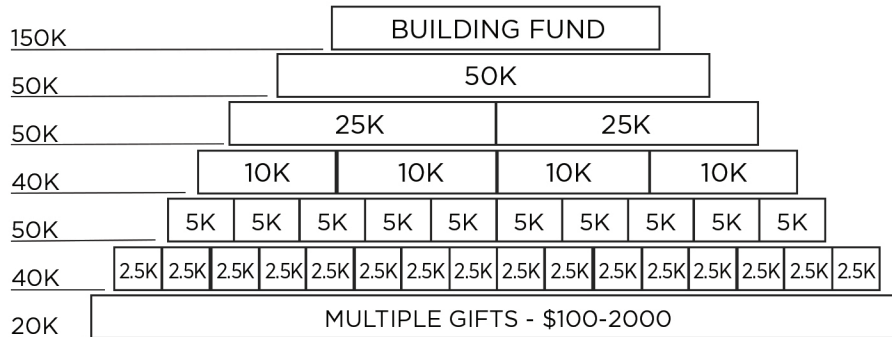 150K BUILDING FUND
50K 50K
50K 25K 25K
40K 10K 10K 10K 10K
50K 5K 5K 5K 5K 5K 5K 5K 5K 5K 5K
40K 2.5K 2.5K 2.5K 2.5K 2.5K 2.5K 2.5K 2.5K 2.5K 2.5K 2.5K 2.5K 2.5K 2.5K 2.5K 2.5K
20K MULTIPLE GIFTS - $100-2000